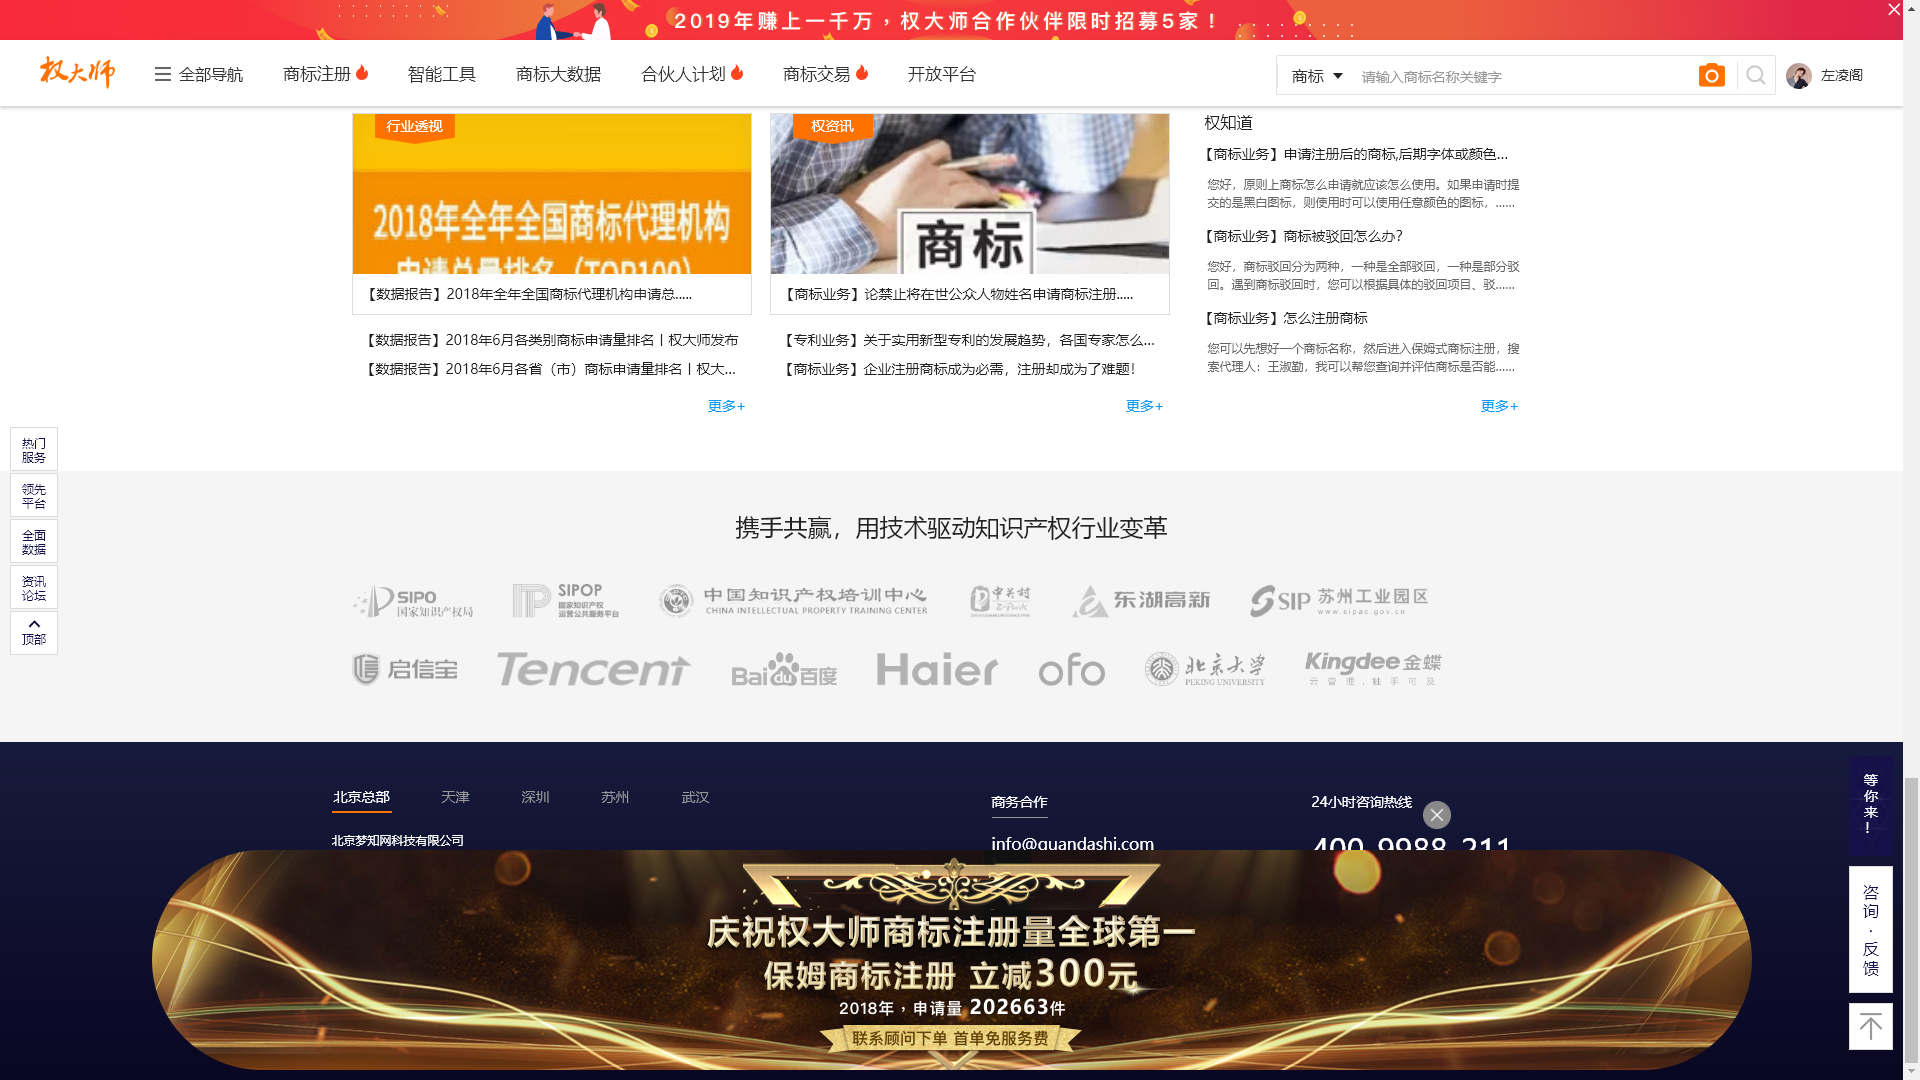 2019年赚上一千万，权大师合作伙伴限时招募5家！
权大师
全部导航
商标注册
智能工具
商标大数据
合伙人计划
商标交易
开放平台
商标
请输入商标名称关键字
左凌阁
行业透视
2018年全年全国商标代理机构
申请总量排名（TOP100）
【数据报告】2018年全年全国商标代理机构申请总.....
【数据报告】2018年6月各类别商标申请量排名丨权大师发布
【数据报告】2018年6月各省（市）商标申请量排名丨权大...
更多+
权资讯
商标
【商标业务】论禁止将在世公众人物姓名申请商标注册.....
【专利业务】关于实用新型专利的发展趋势，各国专家怎么...
【商标业务】企业注册商标成为必需，注册却成为了难题！
更多+
权知道
【商标业务】申请注册后的商标,后期字体或颜色...
您好，原则上商标怎么申请就应该怎么使用。如果申请时提
交的是黑白图标，则使用时可以使用任意颜色的图标，......
【商标业务】商标被驳回怎么办？
您好，商标驳回分为两种，一种是全部驳回，一种是部分驳
回。遇到商标驳回时，您可以根据具体的驳回项目、驳......
【商标业务】怎么注册商标
您可以先想好一个商标名称，然后进入保姆式商标注册，搜
索代理人：王淑勤，我可以帮您查询并评估商标是否能......
更多+
热门
服务
领先
平台
全面
数据
资讯
论坛
顶部
携手共赢，用技术驱动知识产权行业变革
SIPO
国家知识产权局
SIPOP
国家知识产权
运营公共服务平台
中国知识产权培训中心
CHINA INTELLECTUAL PROPERTY TRAINING CENTER
中关村
Z-Park
东湖高新
SIP
苏州工业园区
www.sipac.gov.cn
启信宝
Tencent
Baidu百度
Haier
ofo
北京大学
PEKING UNIVERSITY
Kingdee金蝶
云管理，触手可及
北京总部
天津
深圳
苏州
武汉
北京梦知网科技有限公司
商务合作
info@quandashi.com
24小时咨询热线
400-9988-211
庆祝权大师商标注册量全球第一
保姆商标注册 立减300元
2018年，申请量 202663件
联系顾问下单 首单免服务费
等你来！
咨询·反馈